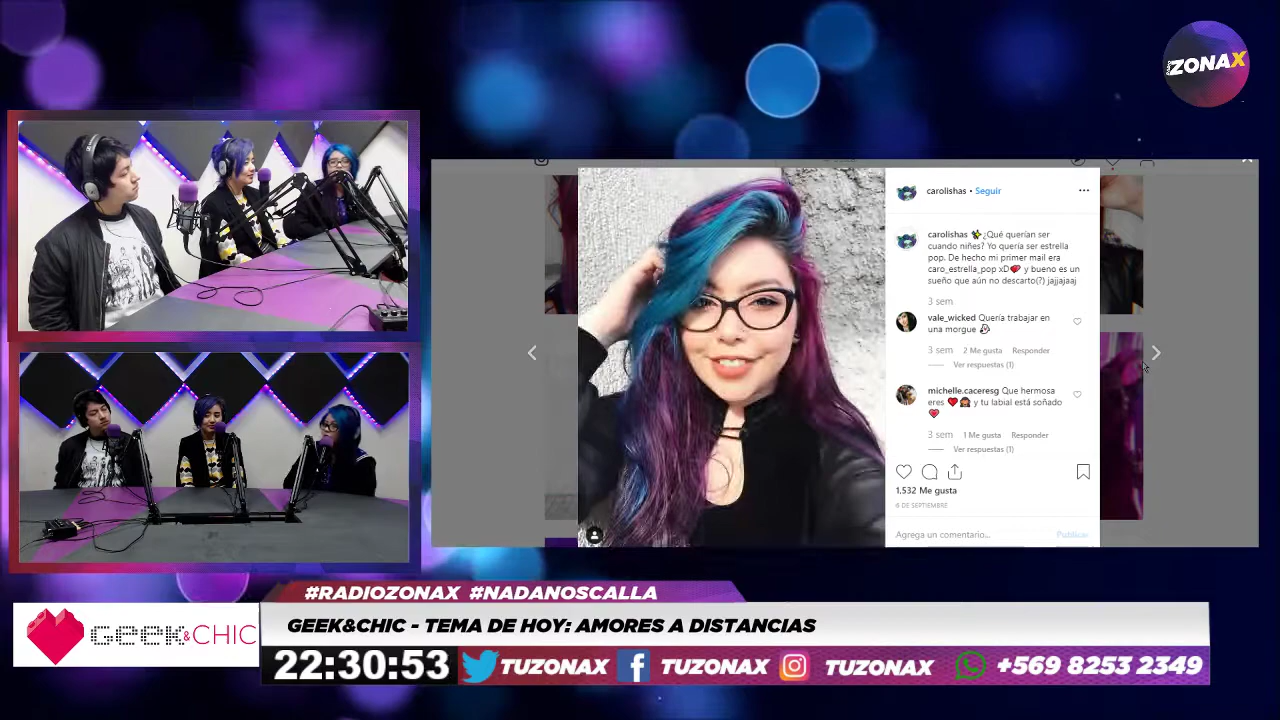 ZONAX
carolishas • Seguir
carolishas ¿Qué querían ser
cuando niñes? Yo quería ser estrella
pop. De hecho mi primer mail era
caro_estrella_pop xD y bueno es un
sueño que aún no descarto(?) jajjajaaj
3 sem
vale_wicked Quería trabajar en
una morgue
3 sem 2 Me gusta Responder
Ver respuestas (1)
michelle.caceresg Que hermosa
eres y tu labial está soñado
3 sem 1 Me gusta Responder
Ver respuestas (1)
1,532 Me gusta
6 DE SEPTIEMBRE
Agrega un comentario... Publicar
#RADIOZONAX #NADANOSCALLA
GEEK&CHIC
GEEK&CHIC - TEMA DE HOY: AMORES A DISTANCIAS
22:30:53 TUZONAX TUZONAX TUZONAX +569 8253 2349